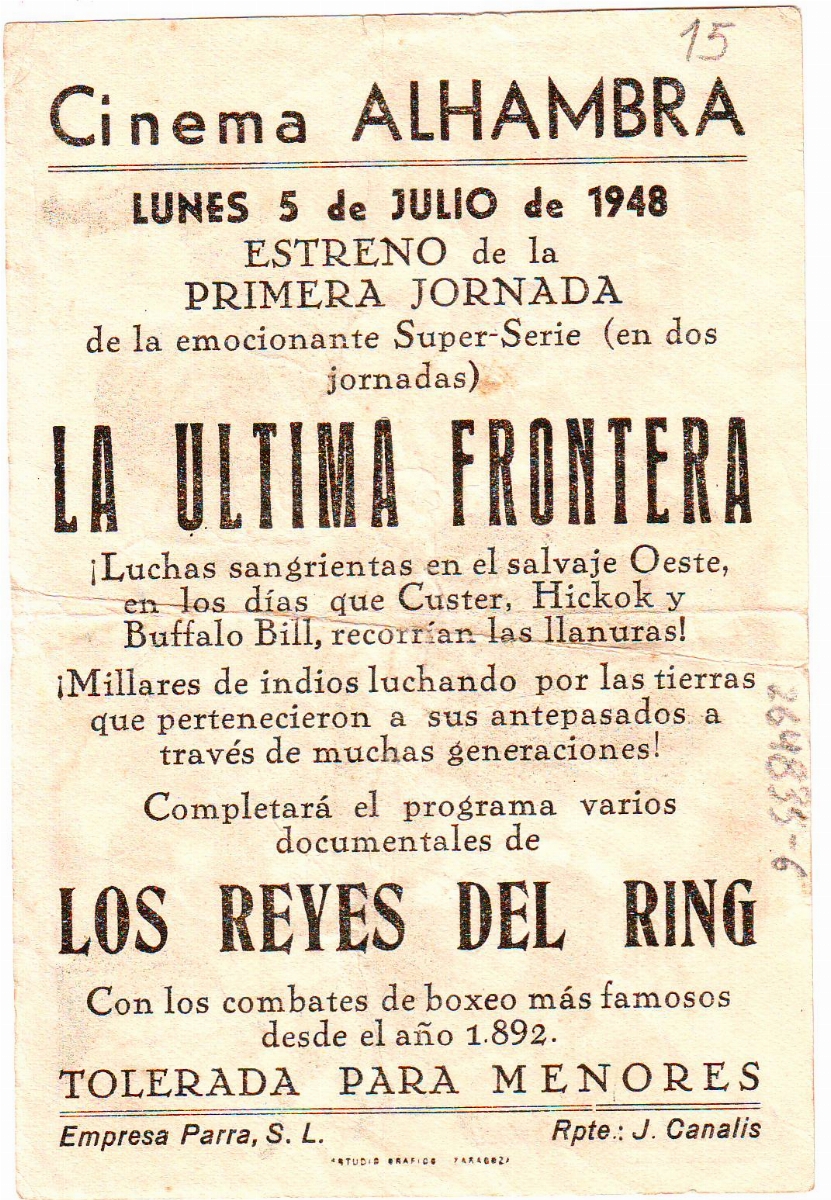 15
Cinema ALHAMBRA
LUNES 5 de JULIO de 1948
ESTRENO de la
PRIMERA JORNADA
de la emocionante Super-Serie (en dos
jornadas)
LA ULTIMA FRONTERA
¡Luchas sangrientas en el salvaje Oeste,
en los días que Custer, Hickok y
Buffalo Bill, recorrían las llanuras!
¡Millares de indios luchando por las tierras
que pertenecieron a sus antepasados a
través de muchas generaciones!
Completará el programa varios
documentales de
LOS REYES DEL RING
Con los combates de boxeo más famosos
desde el año 1.892.
TOLERADA PARA MENORES
Empresa Parra, S. L.
Rpte.: J. Canalis